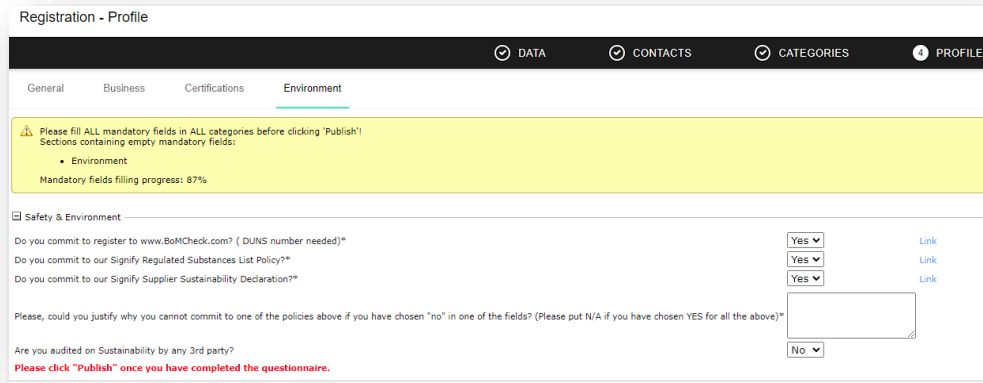 Registration - Profile
DATA CONTACTS CATEGORIES 4 PROFILE
General Business Certifications Environment
Please fill ALL mandatory fields in ALL categories before clicking 'Publish'!
Sections containing empty mandatory fields:
• Environment
Mandatory fields filling progress: 87%
Safety & Environment
Do you commit to register to www.BoMCheck.com? ( DUNS number needed)* Yes Link
Do you commit to our Signify Regulated Substances List Policy?* Yes Link
Do you commit to our Signify Supplier Sustainability Declaration?* Yes Link
Please, could you justify why you cannot commit to one of the policies above if you have chosen "no" in one of the fields? (Please put N/A if you have chosen YES for all the above)*
Are you audited on Sustainability by any 3rd party? No
Please click "Publish" once you have completed the questionnaire.